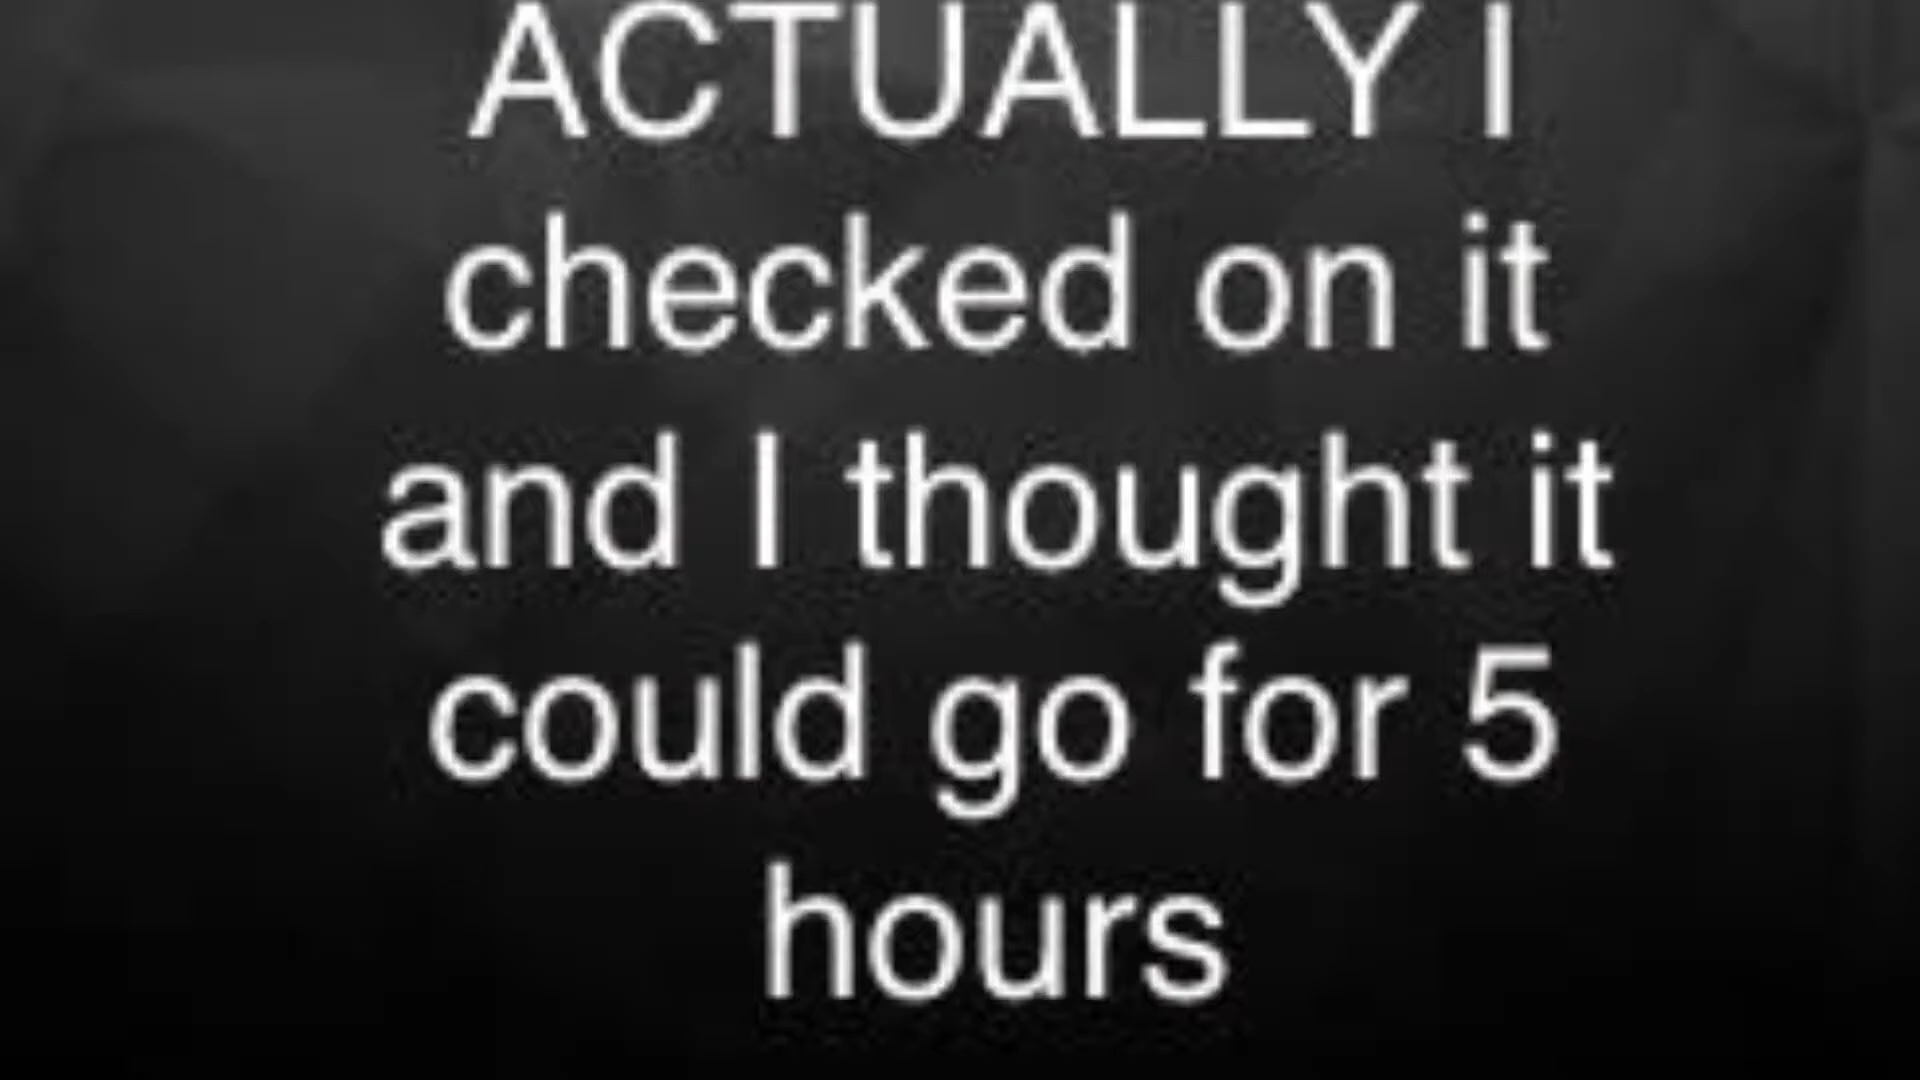 ACTUALLY I
checked on it
and I thought it
could go for 5
hours